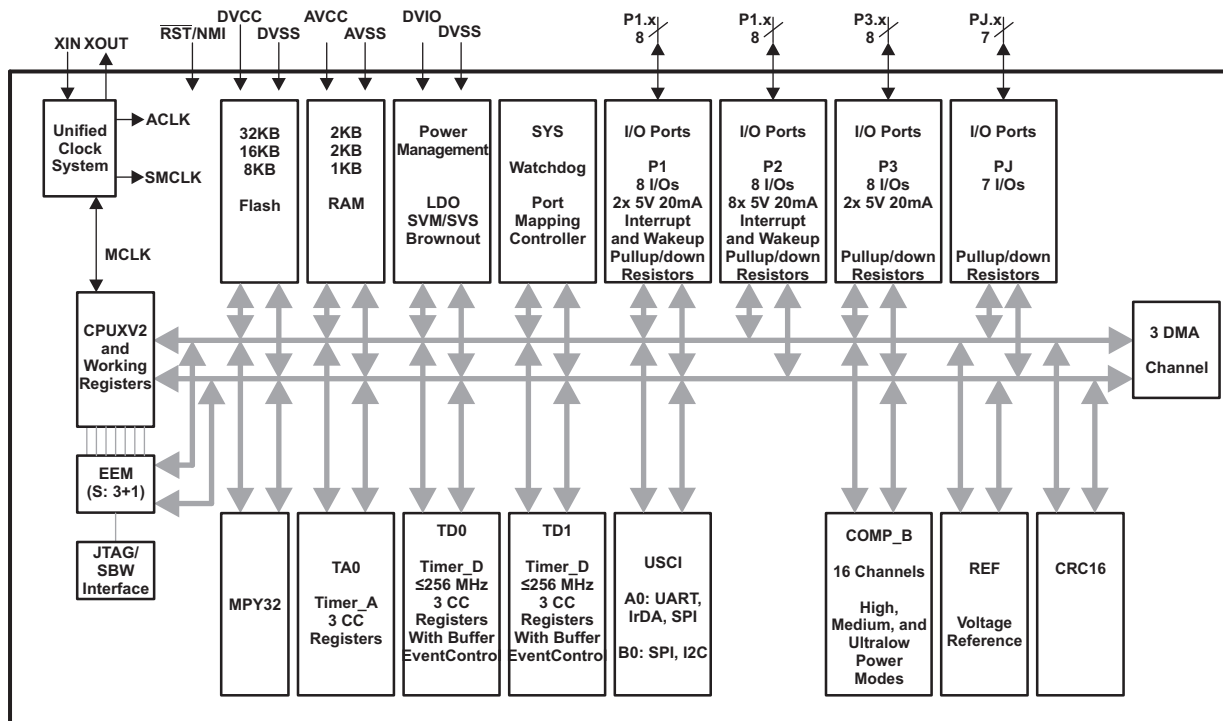 XIN XOUT
RST/NMI
DVCC
DVSS
AVCC
AVSS
DVIO
DVSS
P1.x
8
P1.x
8
P3.x
8
PJ.x
7
Unified
Clock
System
ACLK
SMCLK
MCLK
32KB
16KB
8KB
Flash
2KB
2KB
1KB
RAM
Power
Management
LDO
SVM/SVS
Brownout
SYS
Watchdog
Port
Mapping
Controller
I/O Ports
P1
8 I/Os
2x 5V 20mA
Interrupt
and Wakeup
Pullup/down
Resistors
I/O Ports
P2
8 I/Os
8x 5V 20mA
Interrupt
and Wakeup
Pullup/down
Resistors
I/O Ports
P3
8 I/Os
2x 5V 20mA
Pullup/down
Resistors
I/O Ports
PJ
7 I/Os
Pullup/down
Resistors
CPUXV2
and
Working
Registers
3 DMA
Channel
EEM
(S: 3+1)
JTAG/
SBW
Interface
MPY32
TA0
Timer_A
3 CC
Registers
TD0
Timer_D
≤256 MHz
3 CC
Registers
With Buffer
EventControl
TD1
Timer_D
≤256 MHz
3 CC
Registers
With Buffer
EventControl
USCI
A0: UART,
IrDA, SPI
B0: SPI, I2C
COMP_B
16 Channels
High,
Medium, and
Ultralow
Power
Modes
REF
Voltage
Reference
CRC16